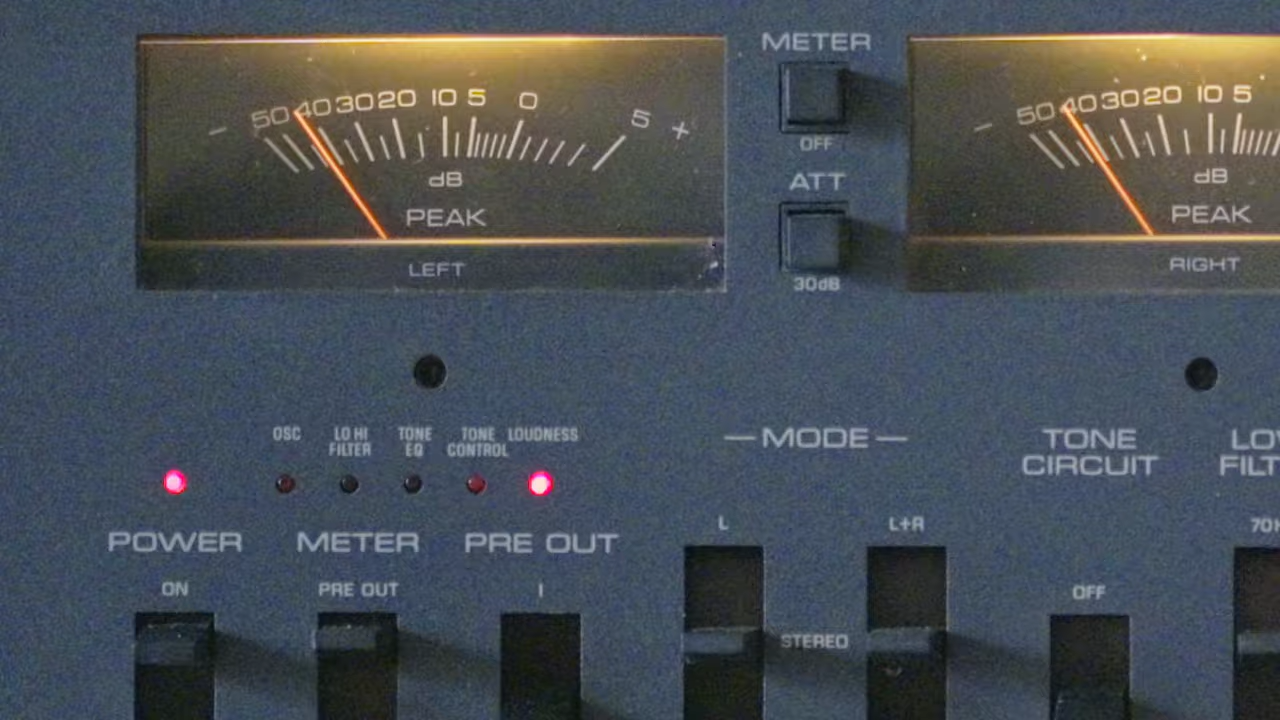 METER
- 50 40 30 20 10 5 0 5 +
dB
PEAK
LEFT
OFF
ATT
30dB
- 50 40 30 20 10 5
dB
PEAK
RIGHT
OSC
LO HI
FILTER
TONE
EQ
TONE
CONTROL
LOUDNESS
—MODE—
TONE
CIRCUIT
POWER
METER
PRE OUT
L
L+R
ON
PRE OUT
I
STEREO
OFF